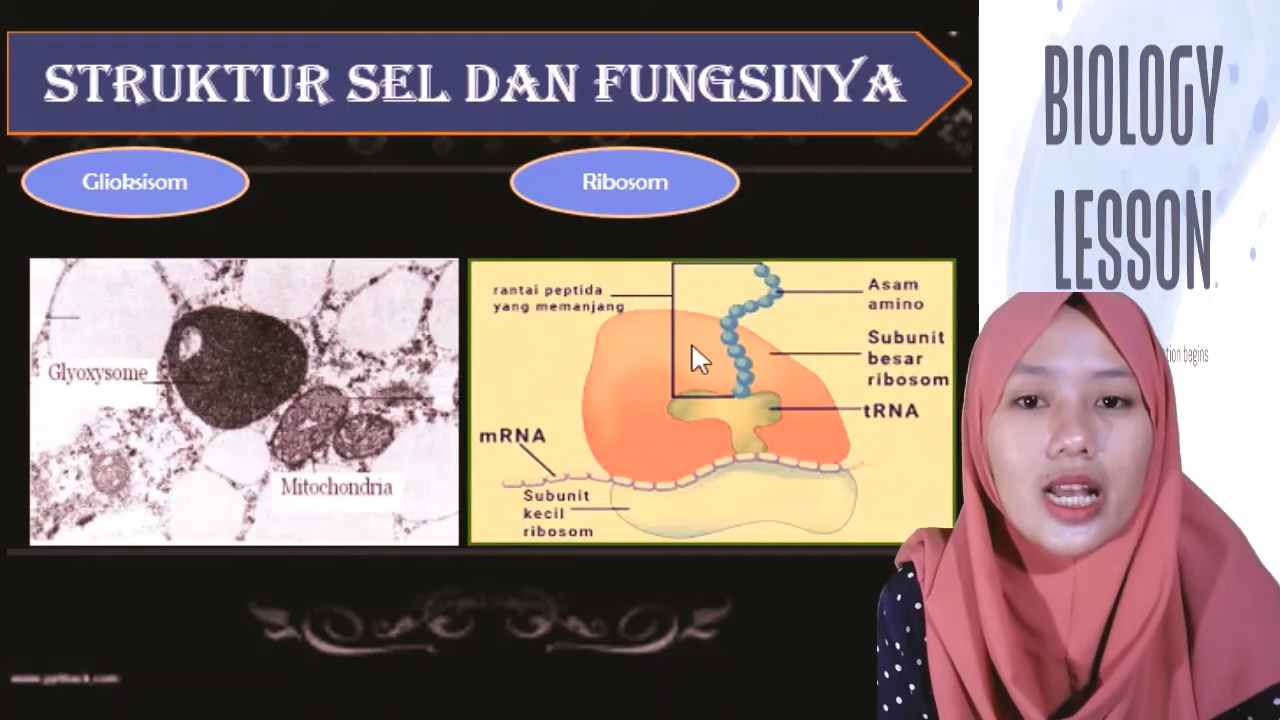 STRUKTUR SEL DAN FUNGSINYA
Glioksisom
Ribosom
Glyoxysome
Mitochondria
rantai peptida
yang memanjang
Asam
amino
Subunit
besar
ribosom
tRNA
mRNA
Subunit
kecil
ribosom
BIOLOGY
LESSON
begins